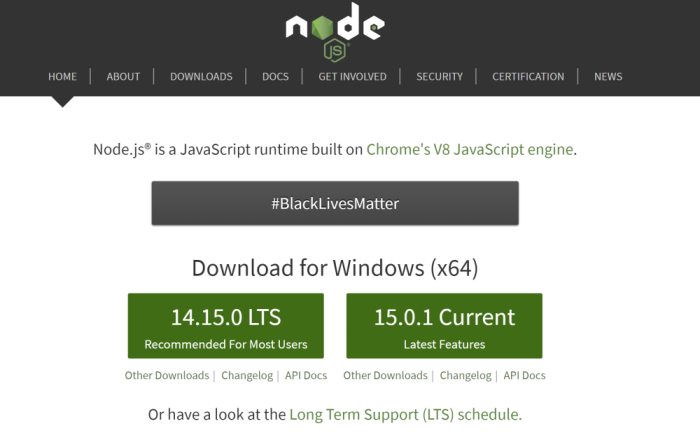 node
JS
HOME | ABOUT | DOWNLOADS | DOCS | GET INVOLVED | SECURITY | CERTIFICATION | NEWS
Node.js® is a JavaScript runtime built on Chrome's V8 JavaScript engine.
#BlackLivesMatter
Download for Windows (x64)
14.15.0 LTS 15.0.1 Current
Recommended For Most Users Latest Features
Other Downloads | Changelog | API Docs Other Downloads | Changelog | API Docs
Or have a look at the Long Term Support (LTS) schedule.